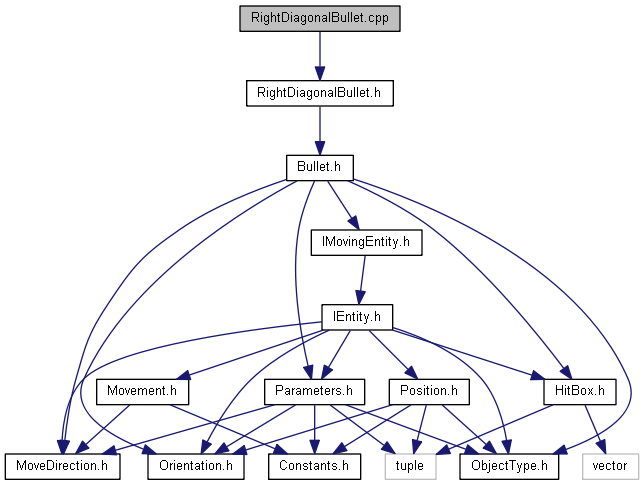 RightDiagonalBullet.cpp
RightDiagonalBullet.h
Bullet.h
IMovingEntity.h
IEntity.h
Movement.h
Parameters.h
Position.h
HitBox.h
MoveDirection.h
Orientation.h
Constants.h
tuple
ObjectType.h
vector